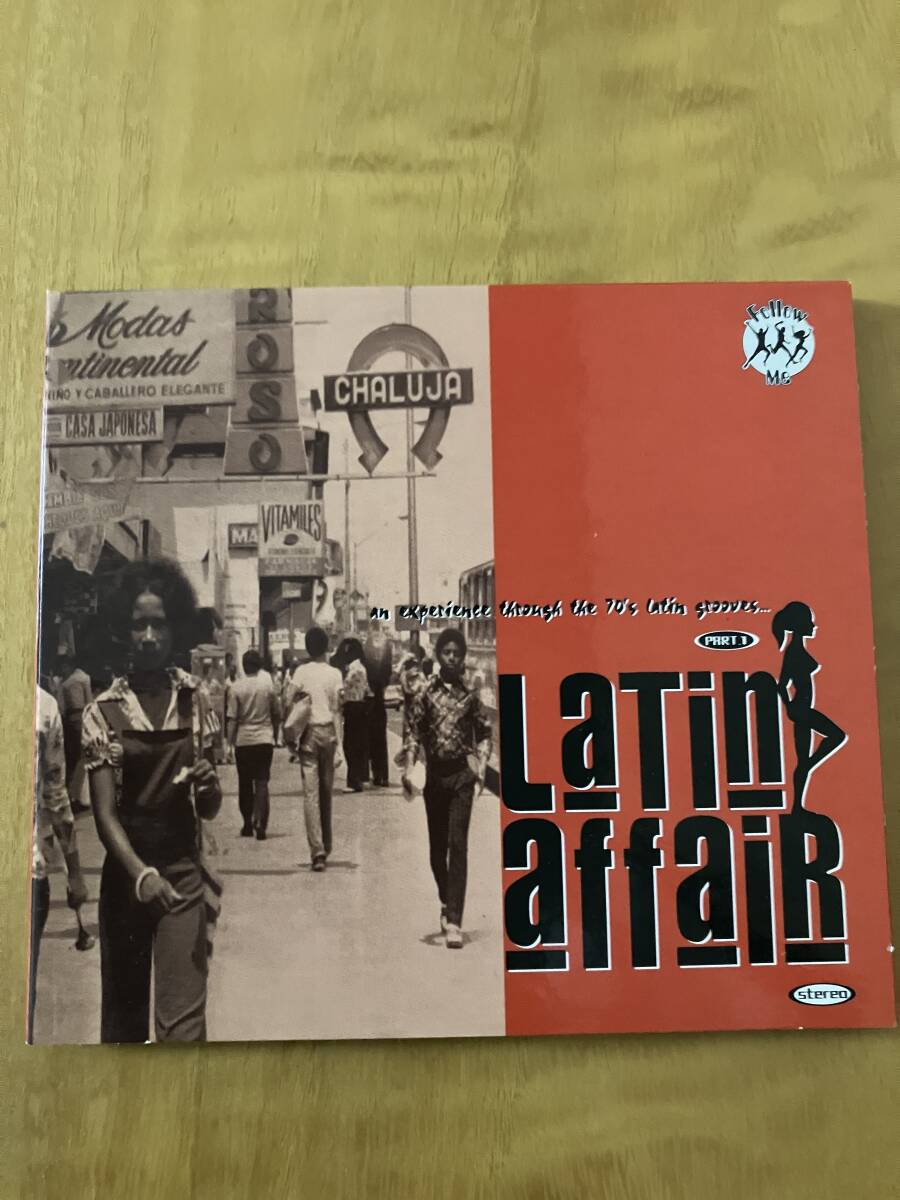 Modas
ntinental
NIÑO Y CABALLERO ELEGANTE
CASA JAPONESA
ROSO
CHALUJA
VITAMILES
MA
Follow
Me
an experience through the 70's latin grooves...
PART.1
LaTin
affaiR
stereo